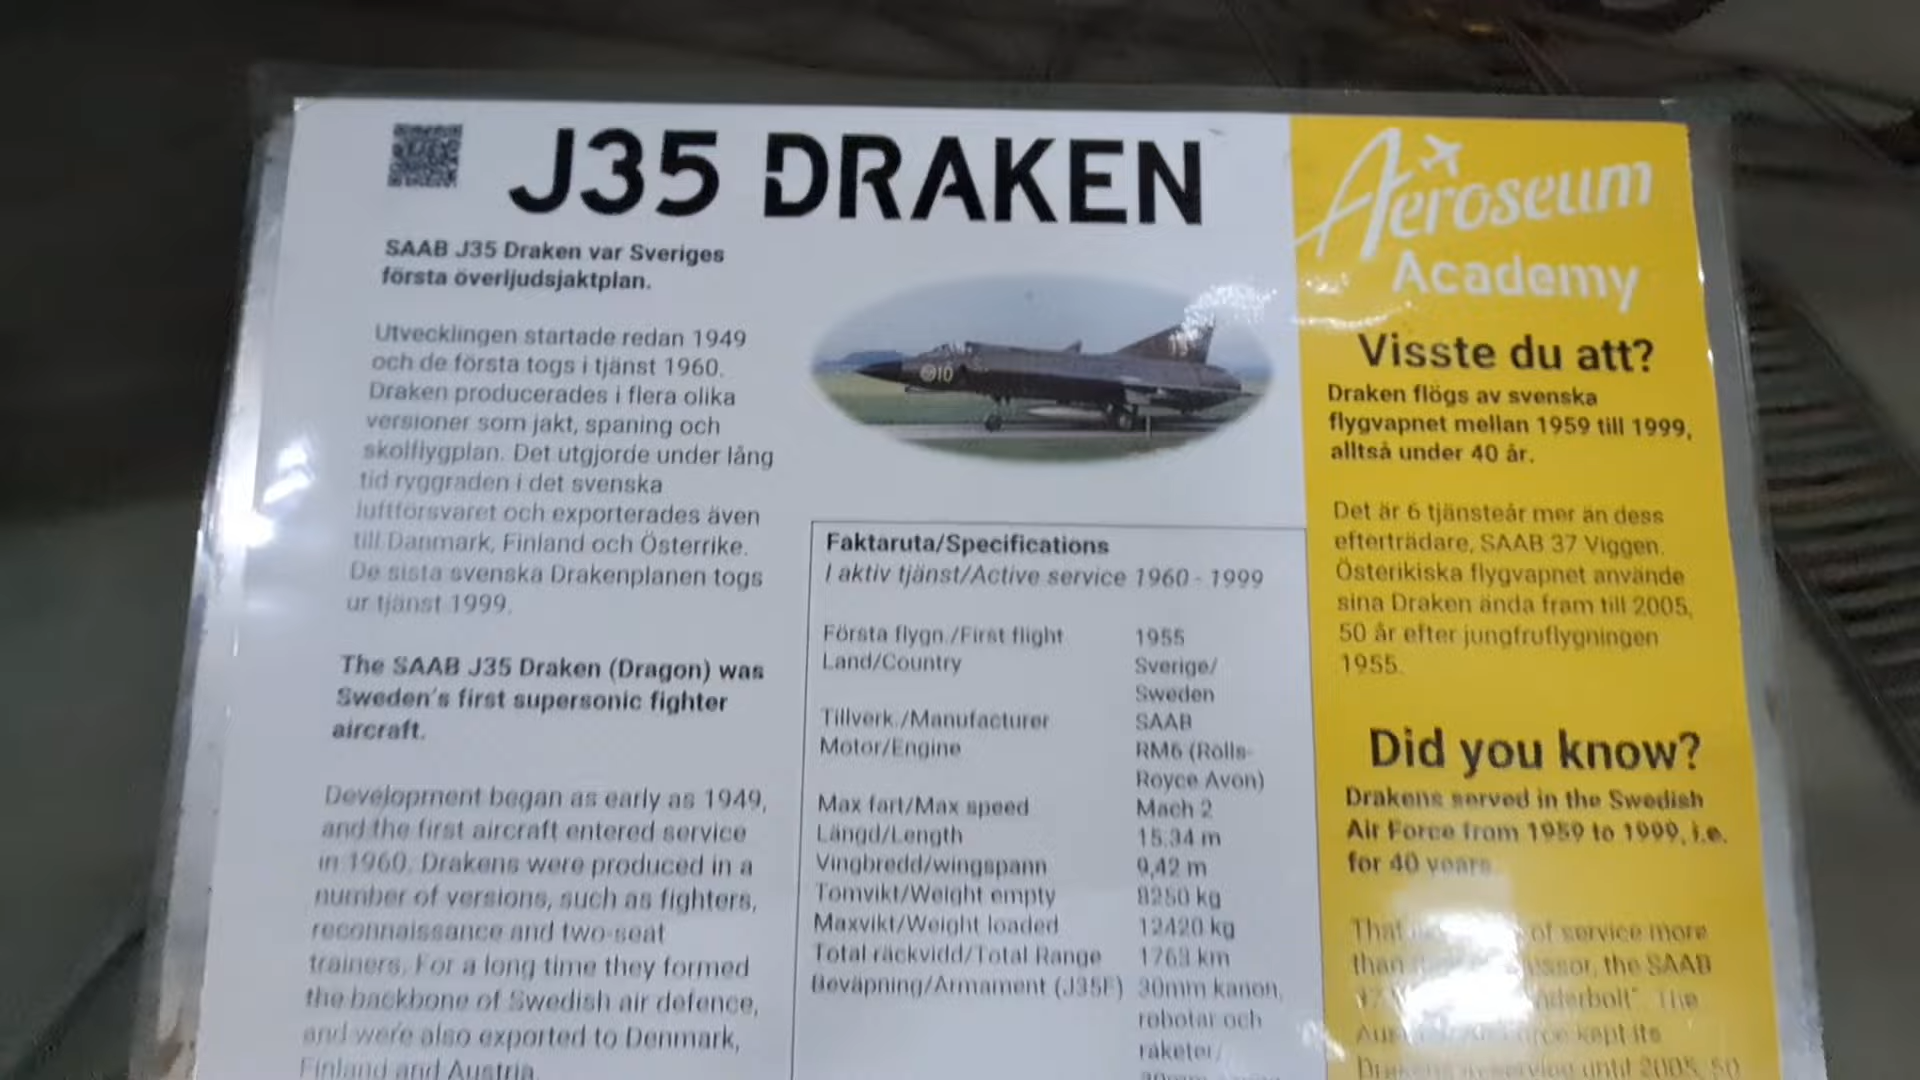 J35 DRAKEN
SAAB J35 Draken var Sveriges
första överljudsjaktplan.
Utvecklingen startade redan 1949
och de första togs i tjänst 1960.
Draken producerades i flera olika
versioner som jakt, spaning och
skolflygplan. Det utgjorde under lång
tid ryggraden i det svenska
luftförsvaret och exporterades även
till Danmark, Finland och Österrike.
De sista svenska Drakenplanen togs
ur tjänst 1999.
The SAAB J35 Draken (Dragon) was
Sweden's first supersonic fighter
aircraft.
Development began as early as 1949,
and the first aircraft entered service
in 1960. Drakens were produced in a
number of versions, such as fighters,
reconnaissance and two-seat
trainers. For a long time they formed
the backbone of Swedish air defence,
and were also exported to Denmark,
Finland and Austria.
10
Faktaruta/Specifications
I aktiv tjänst/Active service 1960 - 1999
Första flygn./First flight 1955
Land/Country Sverige/
Sweden
Tillverk./Manufacturer SAAB
Motor/Engine RM6 (Rolls-
Royce Avon)
Max fart/Max speed Mach 2
Längd/Length 15.34 m
Vingbredd/wingspann 9,42 m
Tomvikt/Weight empty 8250 kg
Maxvikt/Weight loaded 12420 kg
Total räckvidd/Total Range 1763 km
Beväpning/Armament (J35F) 30mm kanon,
robotar och
raketer/
Aeroseum
Academy
Visste du att?
Draken flögs av svenska
flygvapnet mellan 1959 till 1999,
alltså under 40 år.
Det är 6 tjänsteår mer än dess
efterträdare, SAAB 37 Viggen.
Österikiska flygvapnet använde
sina Draken ända fram till 2005,
50 år efter jungfruflygningen
1955.
Did you know?
Drakens served in the Swedish
Air Force from 1959 to 1999, i.e.
for 40 years.
That of service more
than the SAAB
37 The
kept its
until 2005, 50